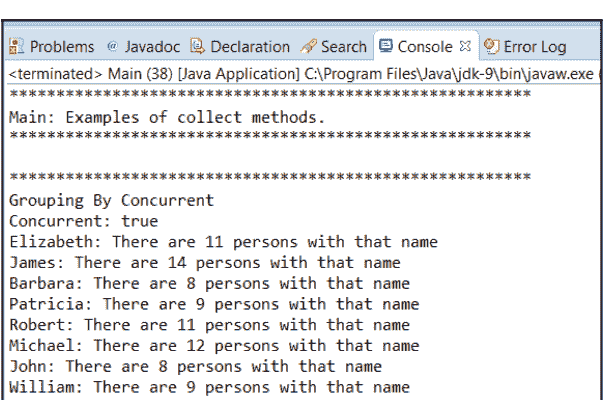 Problems @ Javadoc Declaration Search Console Error Log
<terminated> Main (38) [Java Application] C:\Program Files\Java\jdk-9\bin\javaw.exe (
********************************************************
Main: Examples of collect methods.
********************************************************
********************************************************
Grouping By Concurrent
Concurrent: true
Elizabeth: There are 11 persons with that name
James: There are 14 persons with that name
Barbara: There are 8 persons with that name
Patricia: There are 9 persons with that name
Robert: There are 11 persons with that name
Michael: There are 12 persons with that name
John: There are 8 persons with that name
William: There are 9 persons with that name